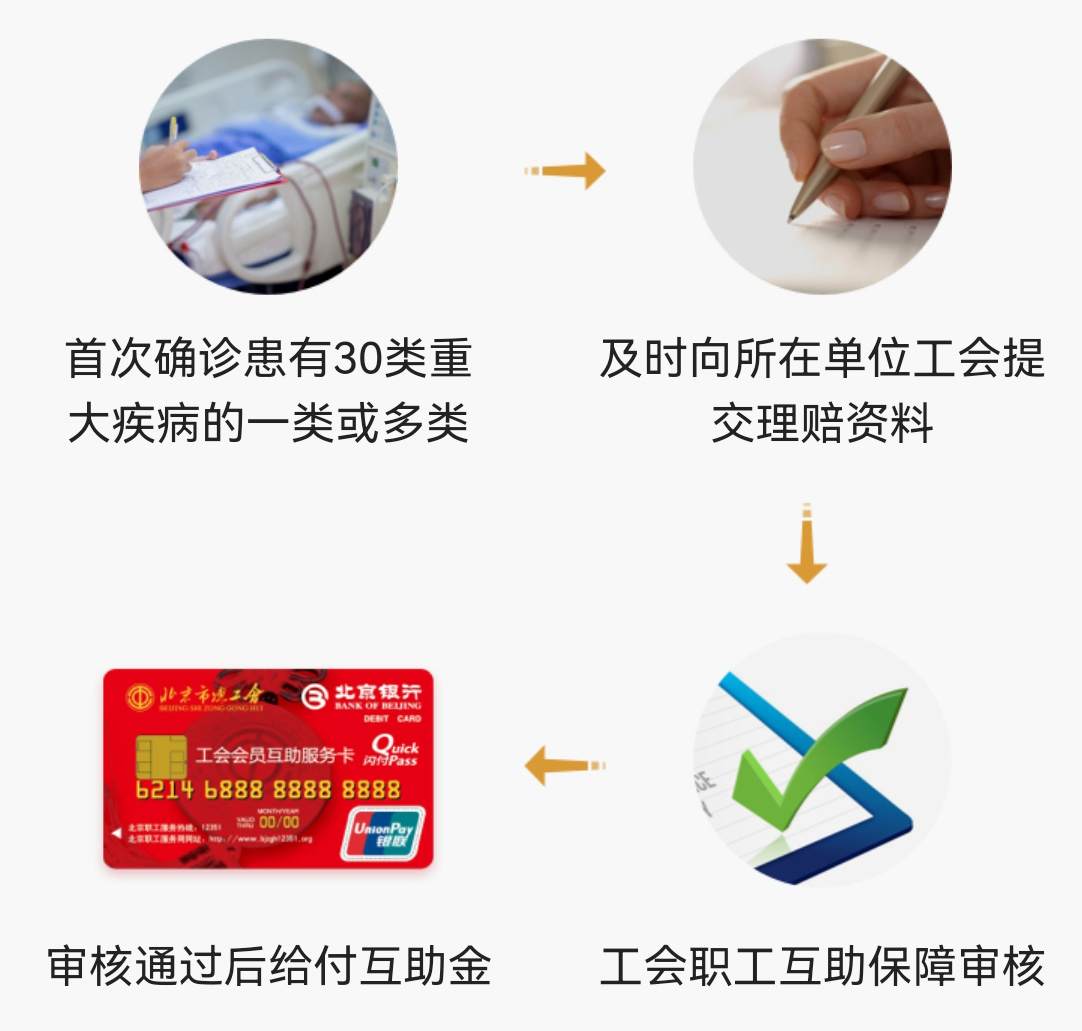 首次确诊患有30类重
大疾病的一类或多类
及时向所在单位工会提
交理赔资料
北京市总工会
BEIJING SHI ZONG GONG HUI
北京银行
BANK OF BEIJING
DEBIT CARD
工会会员互助服务卡
Quick
闪付Pass
6214 6888 8888 8888
MONTH/YEAR
VALID
THRU
00/00
北京职工服务热线：12351
北京职工服务网网址：http://www.bjzgh12351.org
UnionPay
银联
审核通过后给付互助金
工会职工互助保障审核